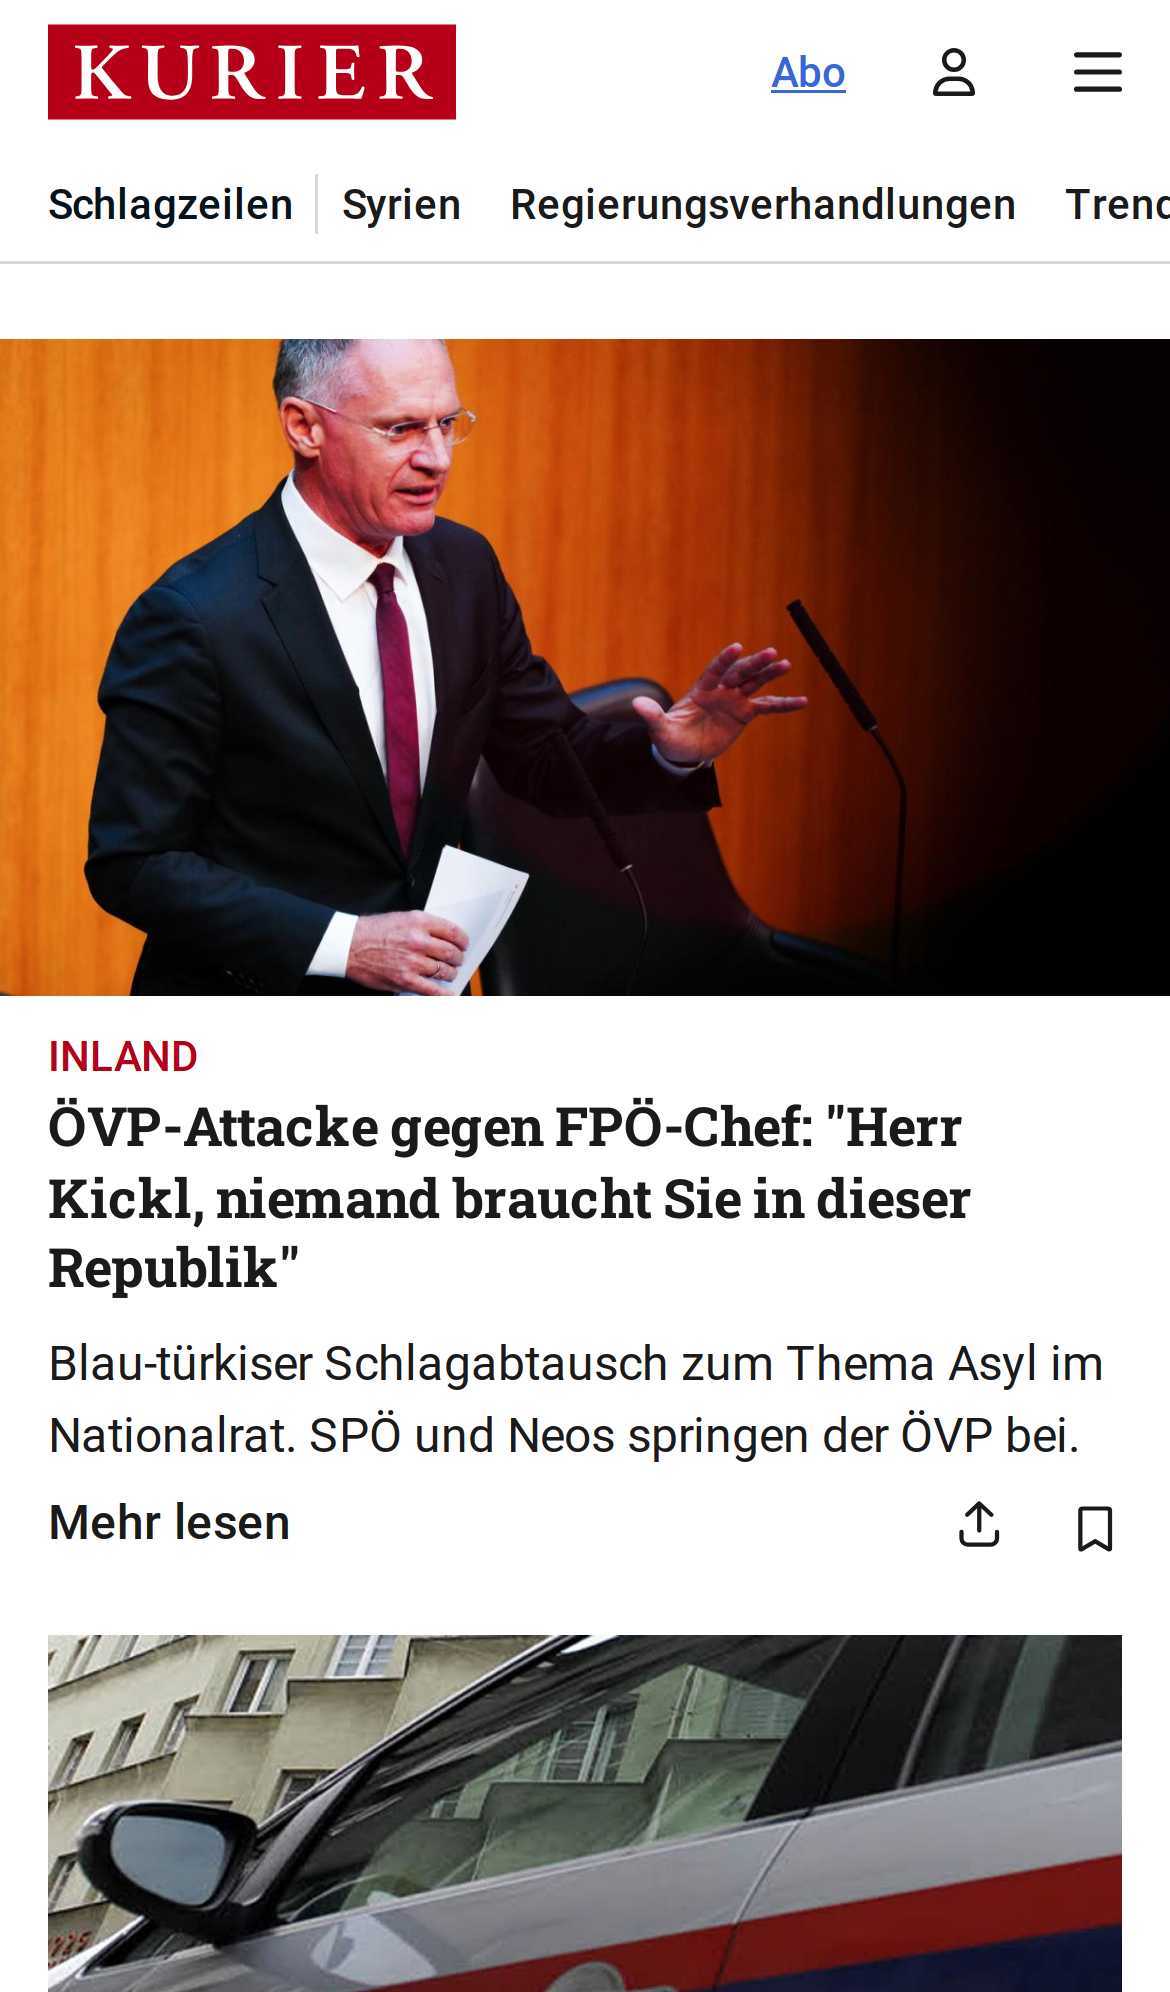 KURIER
Abo
Schlagzeilen
Syrien
Regierungsverhandlungen
Trend
INLAND
ÖVP-Attacke gegen FPÖ-Chef: "Herr
Kickl, niemand braucht Sie in dieser
Republik"
Blau-türkiser Schlagabtausch zum Thema Asyl im
Nationalrat. SPÖ und Neos springen der ÖVP bei.
Mehr lesen